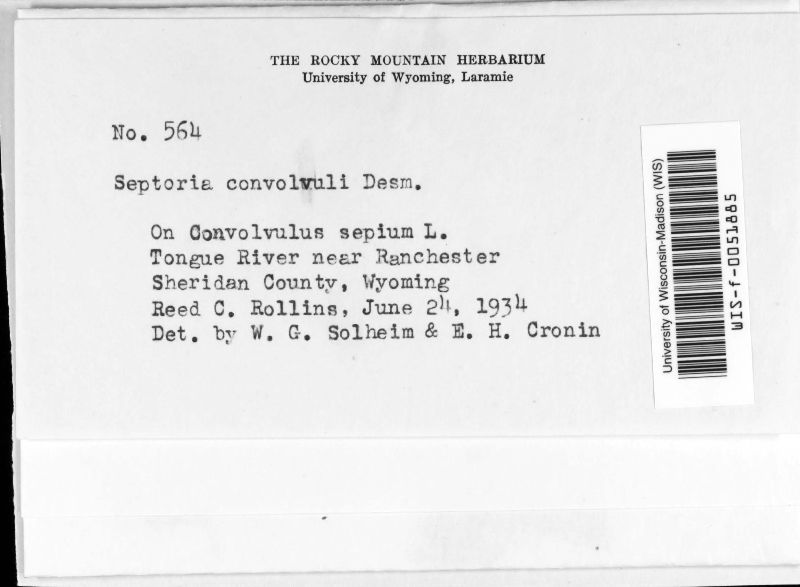 THE ROCKY MOUNTAIN HERBARIUM
University of Wyoming, Laramie
No. 564
Septoria convolvuli Desm.
On Convolvulus sepium L.
Tongue River near Ranchester
Sheridan County, Wyoming
Reed C. Rollins, June 24, 1934
Det. by W. G. Solheim & E. H. Cronin
University of Wisconsin-Madison (WIS)
WIS-f-0051885